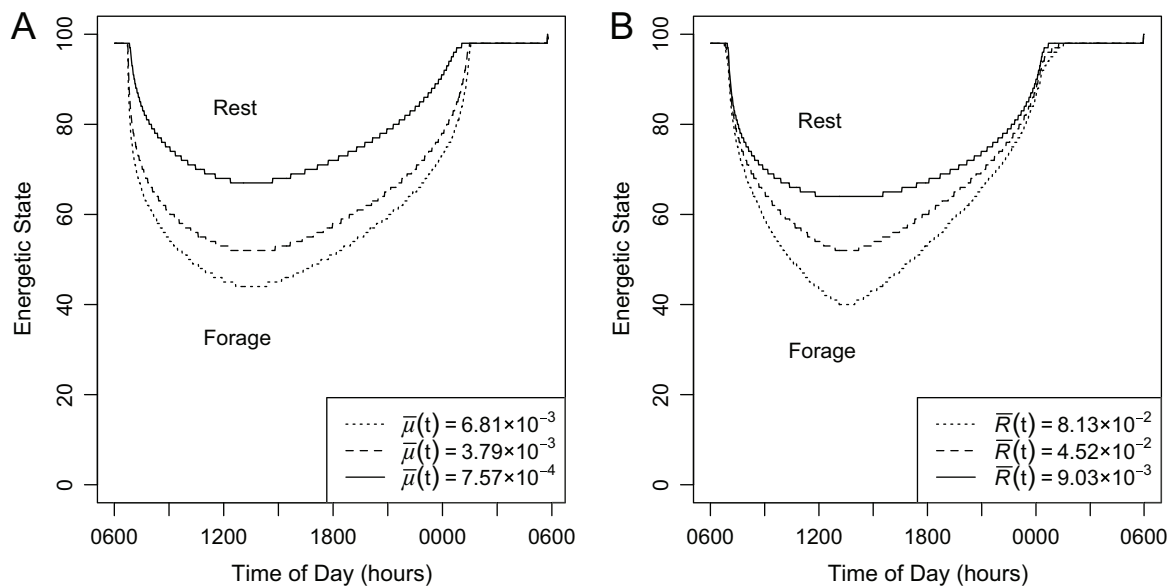 A
Energetic State
100
80
60
40
20
0
Rest
Forage
μ̅(t) = 6.81×10⁻³
μ̅(t) = 3.79×10⁻³
μ̅(t) = 7.57×10⁻⁴
0600
1200
1800
0000
0600
Time of Day (hours)
B
Energetic State
100
80
60
40
20
0
Rest
Forage
R̅(t) = 8.13×10⁻²
R̅(t) = 4.52×10⁻²
R̅(t) = 9.03×10⁻³
0600
1200
1800
0000
0600
Time of Day (hours)